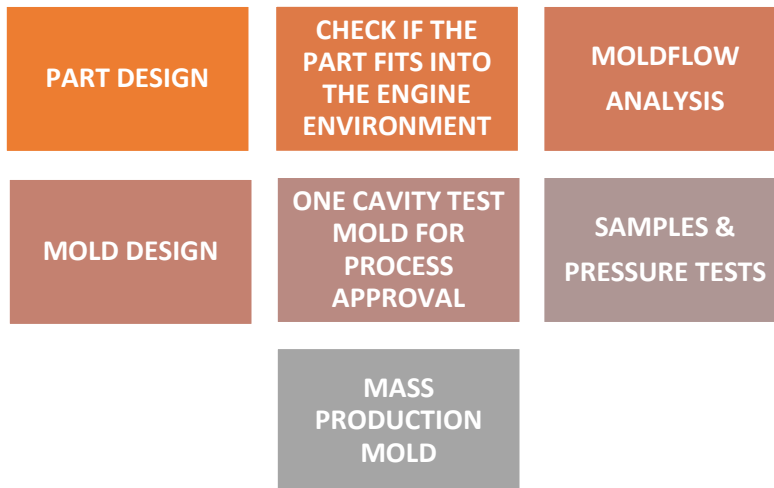 PART DESIGN
CHECK IF THE
PART FITS INTO
THE ENGINE
ENVIRONMENT
MOLDFLOW
ANALYSIS
MOLD DESIGN
ONE CAVITY TEST
MOLD FOR
PROCESS
APPROVAL
SAMPLES &
PRESSURE TESTS
MASS
PRODUCTION
MOLD